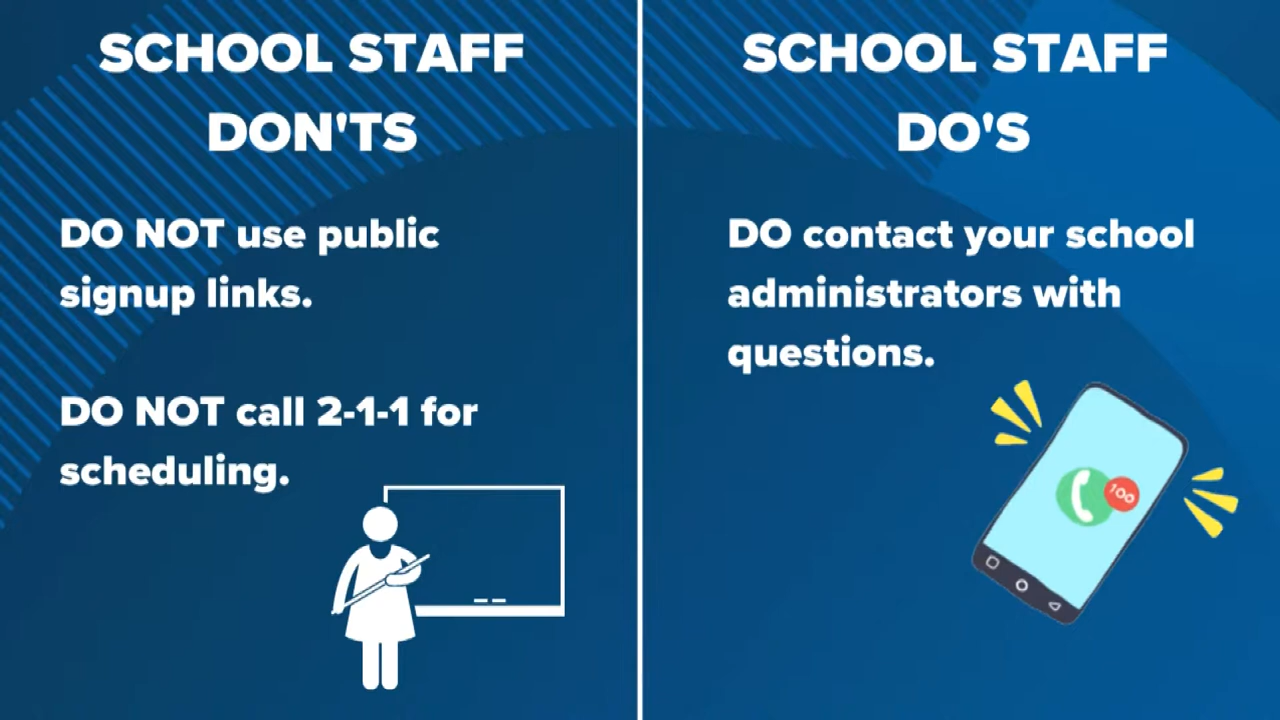 SCHOOL STAFF
DON'TS
DO NOT use public
signup links.
DO NOT call 2-1-1 for
scheduling.
SCHOOL STAFF
DO'S
DO contact your school
administrators with
questions.
100